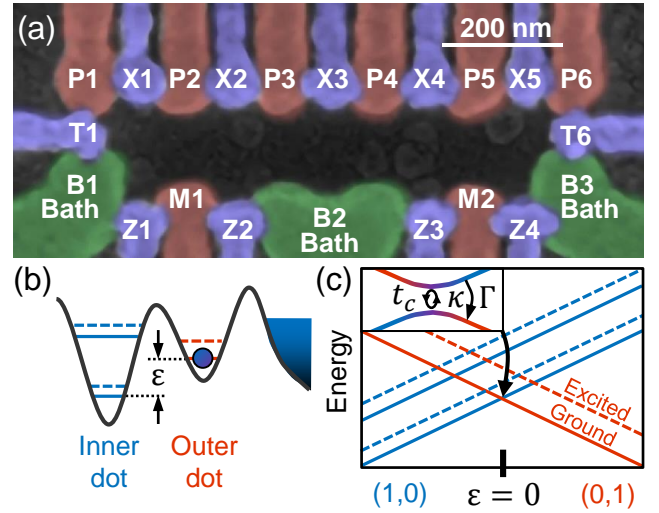 (a)
200 nm
P1 X1 P2 X2 P3 X3 P4 X4 P5 X5 P6
T1 T6
B1
Bath
M1
B2
Bath
M2
B3
Bath
Z1 Z2 Z3 Z4
(b)
ε
Inner
dot
Outer
dot
(c)
Energy
t_c κ Γ
Excited
Ground
(1,0) ε = 0 (0,1)